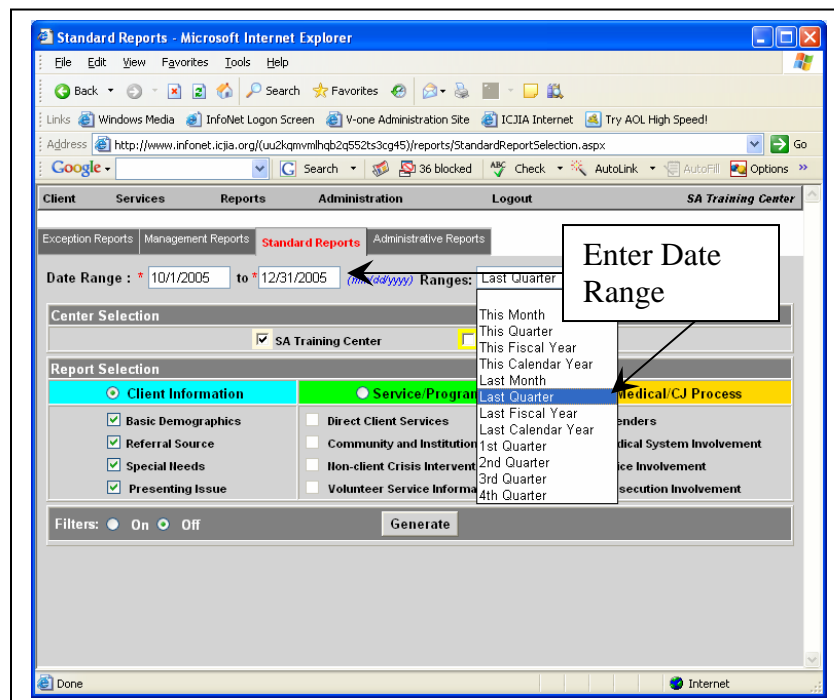 Standard Reports - Microsoft Internet Explorer
File Edit View Favorites Tools Help
Back Search Favorites
Links Windows Media InfoNet Logon Screen V-one Administration Site ICJIA Internet Try AOL High Speed!
Address http://www.infonet.icjia.org/(uu2kqmvmlhqb2q552ts3cg45)/reports/StandardReportSelection.aspx Go
Google G Search 36 blocked ABC Check AutoLink AutoFill Options »
Client Services Reports Administration Logout SA Training Center
Exception Reports Management Reports Standard Reports Administrative Reports
Enter Date
Range
Date Range : * 10/1/2005 to * 12/31/2005 (mm/dd/yyyy) Ranges: Last Quarter
Center Selection
SA Training Center
This Month
This Quarter
This Fiscal Year
This Calendar Year
Last Month
Last Quarter
Last Fiscal Year
Last Calendar Year
1st Quarter
2nd Quarter
3rd Quarter
4th Quarter
Report Selection
Client Information Service/Program Medical/CJ Process
Basic Demographics Direct Client Services enders
Referral Source Community and Institution dical System Involvement
Special Needs Non-client Crisis Intervent ice Involvement
Presenting Issue Volunteer Service Informa secution Involvement
Filters: On Off Generate
Done Internet